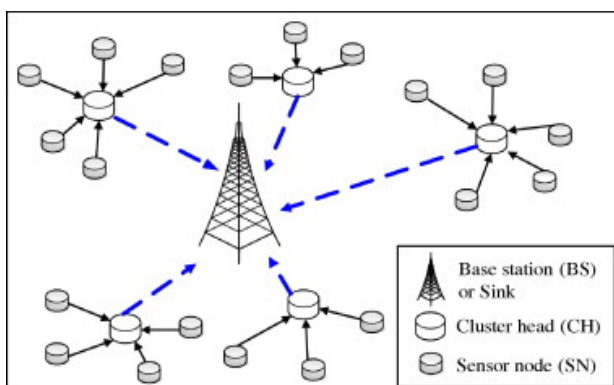 Base station (BS)
or Sink
Cluster head (CH)
Sensor node (SN)